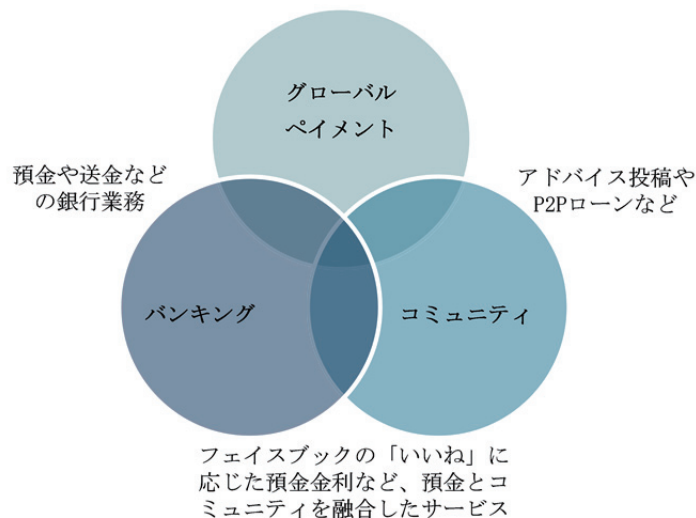 グローバル
ペイメント
預金や送金など
の銀行業務
アドバイス投稿や
P2Pローンなど
バンキング
コミュニティ
フェイスブックの「いいね」に
応じた預金金利など、預金とコ
ミュニティを融合したサービス